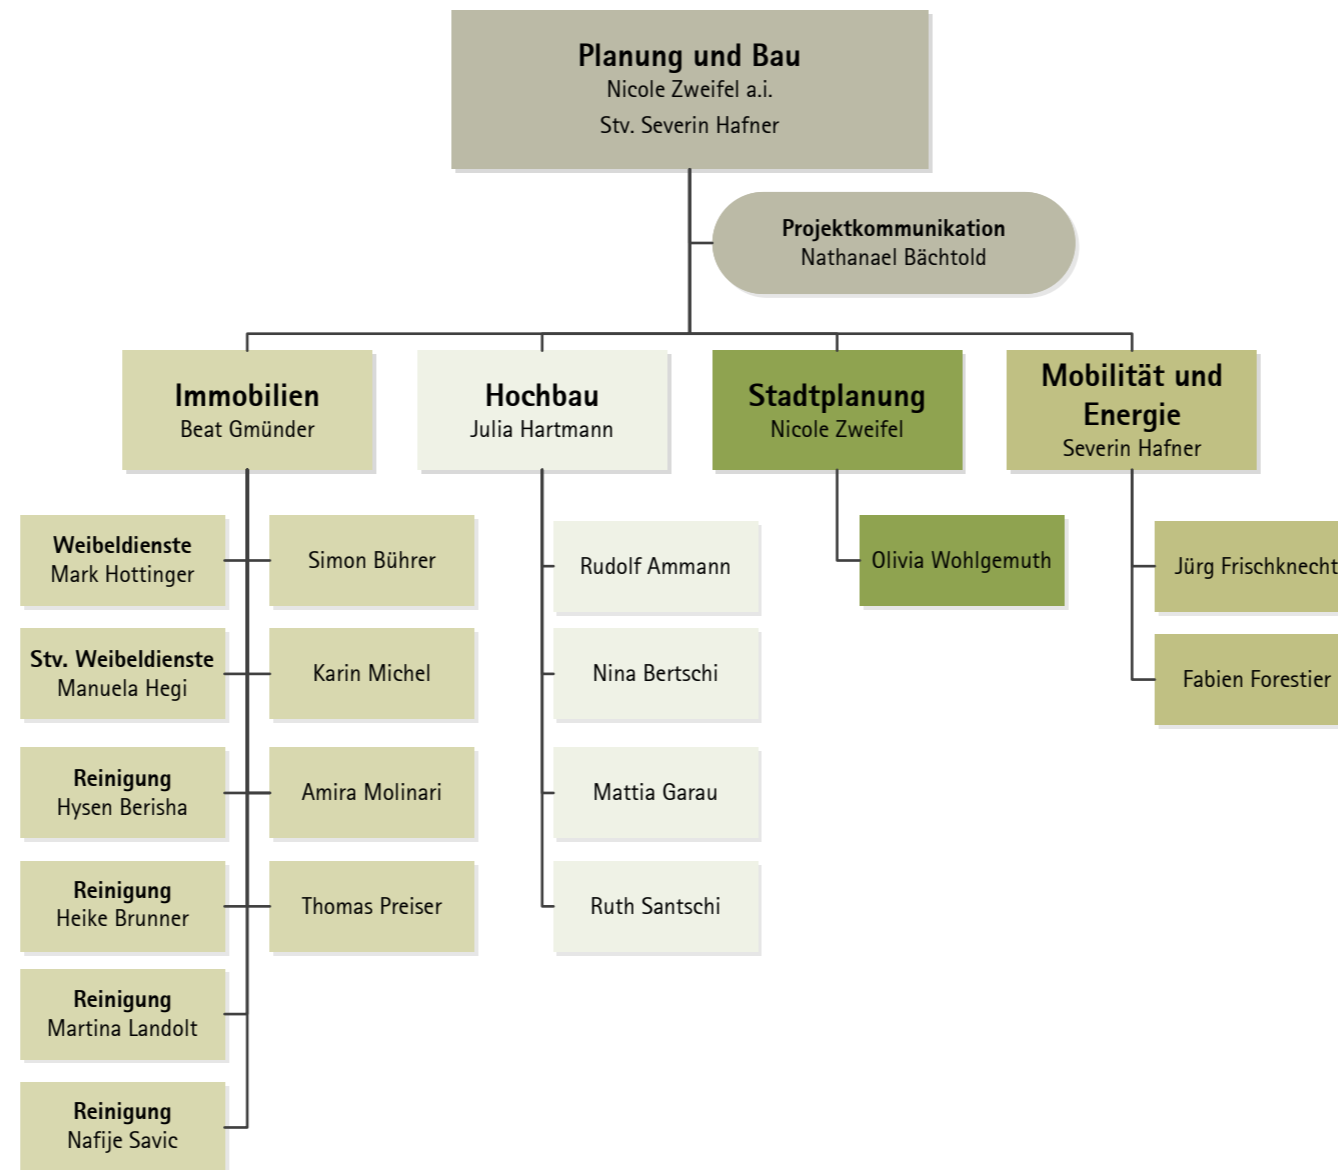 Planung und Bau
Nicole Zweifel a.i.
Stv. Severin Hafner
Projektkommunikation
Nathanael Bächtold
Immobilien
Beat Gmünder
Hochbau
Julia Hartmann
Stadtplanung
Nicole Zweifel
Mobilität und
Energie
Severin Hafner
Weibeldienste
Mark Hottinger
Stv. Weibeldienste
Manuela Hegi
Reinigung
Hysen Berisha
Reinigung
Heike Brunner
Reinigung
Martina Landolt
Reinigung
Nafije Savic
Simon Bührer
Karin Michel
Amira Molinari
Thomas Preiser
Rudolf Ammann
Nina Bertschi
Mattia Garau
Ruth Santschi
Olivia Wohlgemuth
Jürg Frischknecht
Fabien Forestier